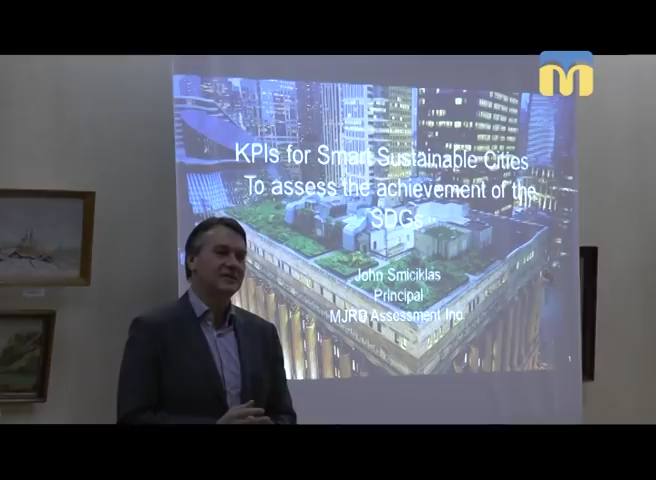 KPIs for Smart Sustainable Cities
To assess the achievement of the
SDGs
John Smiciklas
Principal
MJRD Assessment Inc.